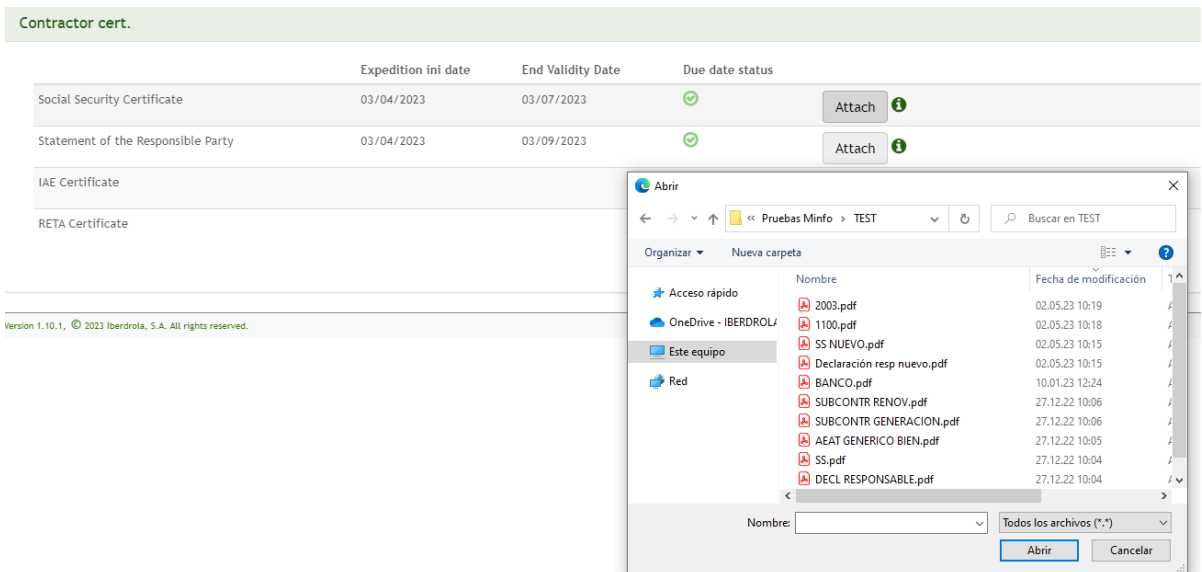 Contractor cert.
Expedition ini date End Validity Date Due date status
Social Security Certificate 03/04/2023 03/07/2023 Attach
Statement of the Responsible Party 03/04/2023 03/09/2023 Attach
IAE Certificate
RETA Certificate
Version 1.10.1, © 2023 Iberdrola, S.A. All rights reserved.
Abrir
« Pruebas Minfo › TEST Buscar en TEST
Organizar Nueva carpeta
Acceso rápido
OneDrive - IBERDROLA
Este equipo
Red
Nombre Fecha de modificación
2003.pdf 02.05.23 10:19
1100.pdf 02.05.23 10:18
SS NUEVO.pdf 02.05.23 10:15
Declaración resp nuevo.pdf 02.05.23 10:15
BANCO.pdf 10.01.23 12:24
SUBCONTR RENOV.pdf 27.12.22 10:06
SUBCONTR GENERACION.pdf 27.12.22 10:06
AEAT GENERICO BIEN.pdf 27.12.22 10:05
SS.pdf 27.12.22 10:04
DECL RESPONSABLE.pdf 27.12.22 10:04
Nombre: Todos los archivos (*.*)
Abrir Cancelar